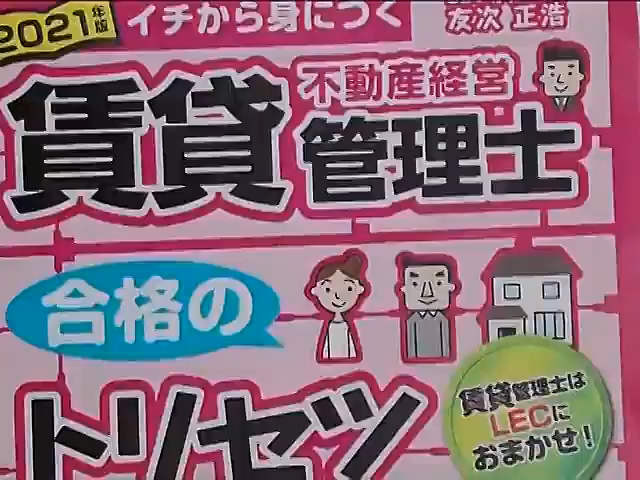 2021年版
イチから身につく
友次 正浩
賃貸不動産経営管理士
合格の
トリセツ
賃貸管理士は
LECに
おまかせ！